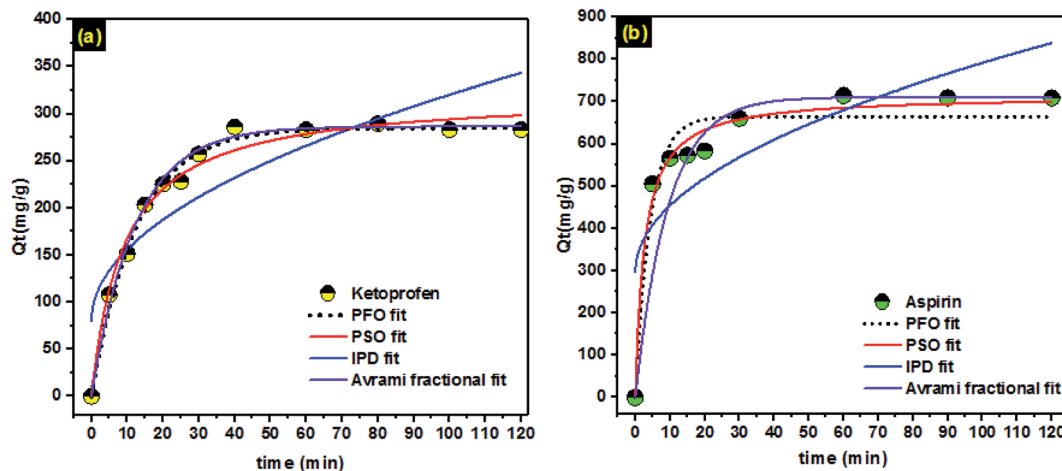 (a)
400
350
300
250
200
150
100
50
0
Qt(mg/g)
Ketoprofen
PFO fit
PSO fit
IPD fit
Avrami fractional fit
0 10 20 30 40 50 60 70 80 90 100 110 120
time (min)
(b)
900
800
700
600
500
400
300
200
100
0
Qt(mg/g)
Aspirin
PFO fit
PSO fit
IPD fit
Avrami fractional fit
0 10 20 30 40 50 60 70 80 90 100 110 120
time (min)